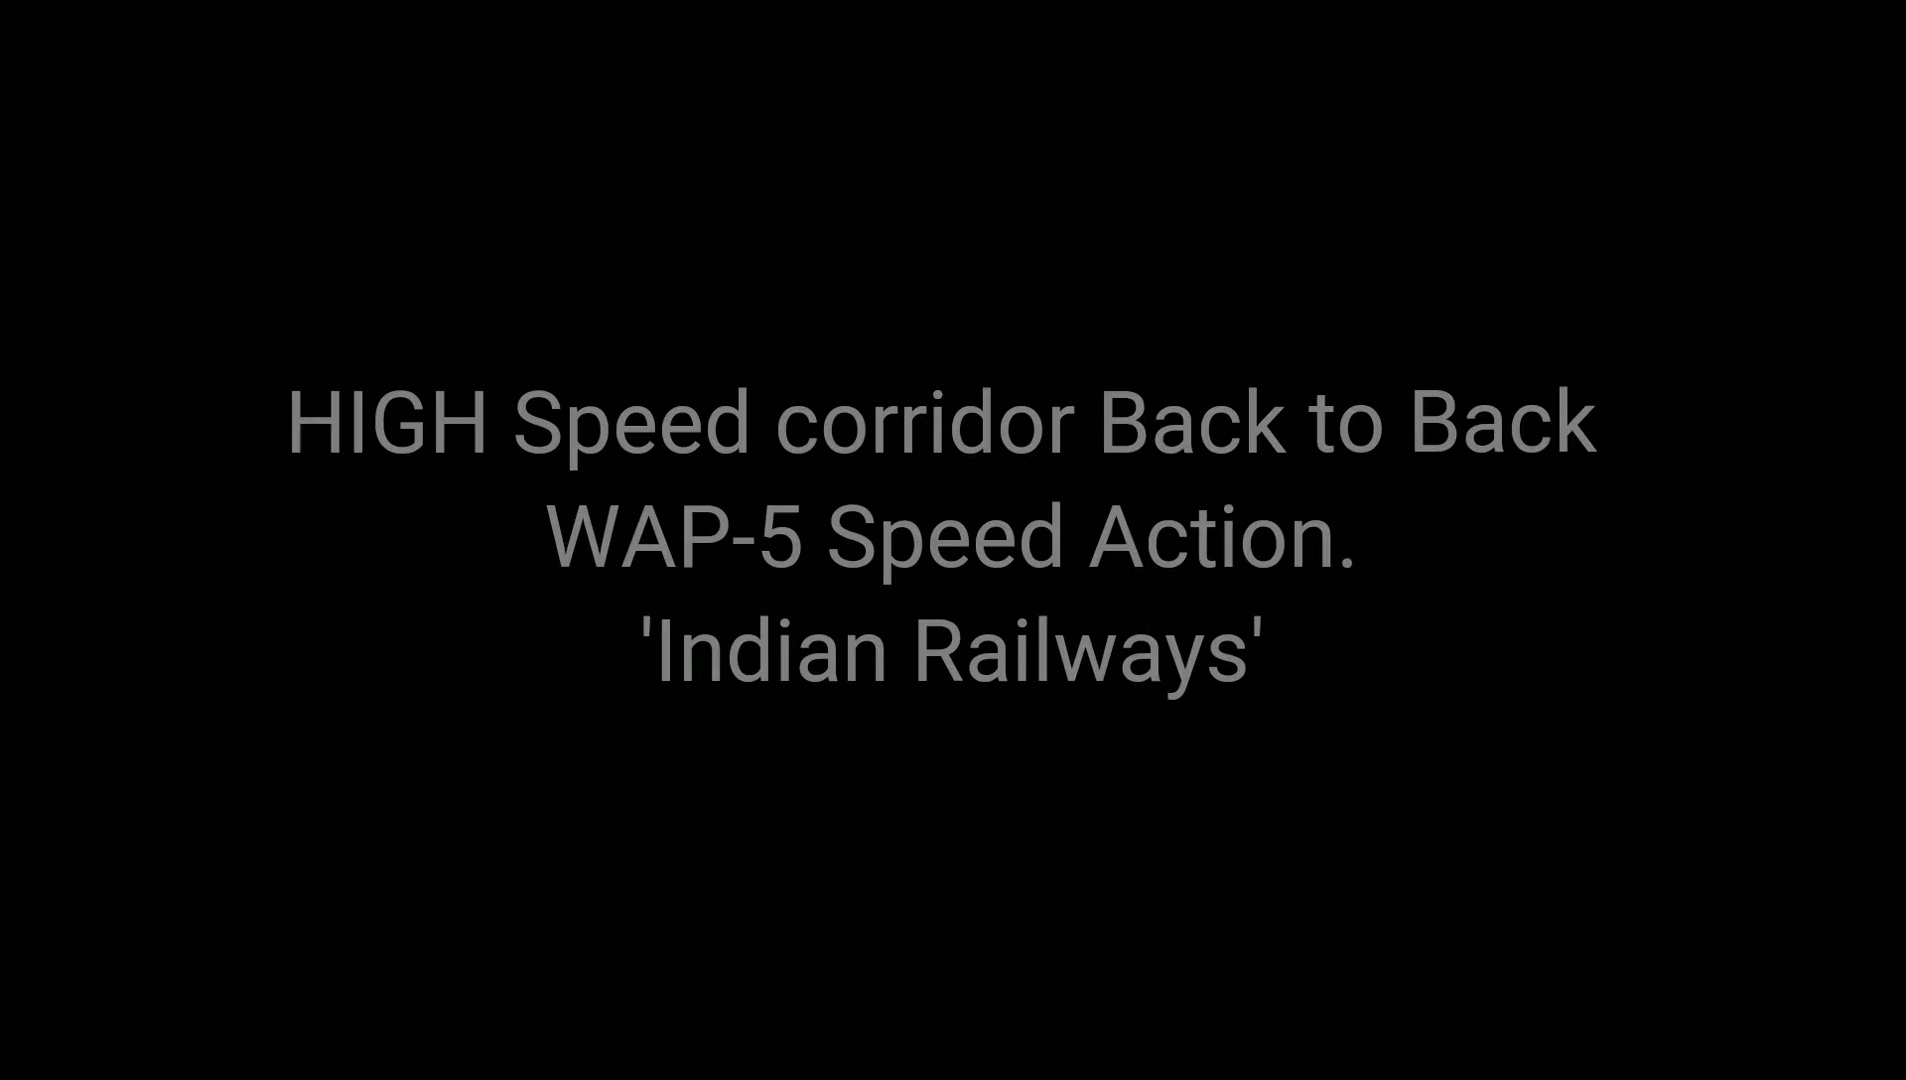 HIGH Speed corridor Back to Back
WAP-5 Speed Action.
'Indian Railways'